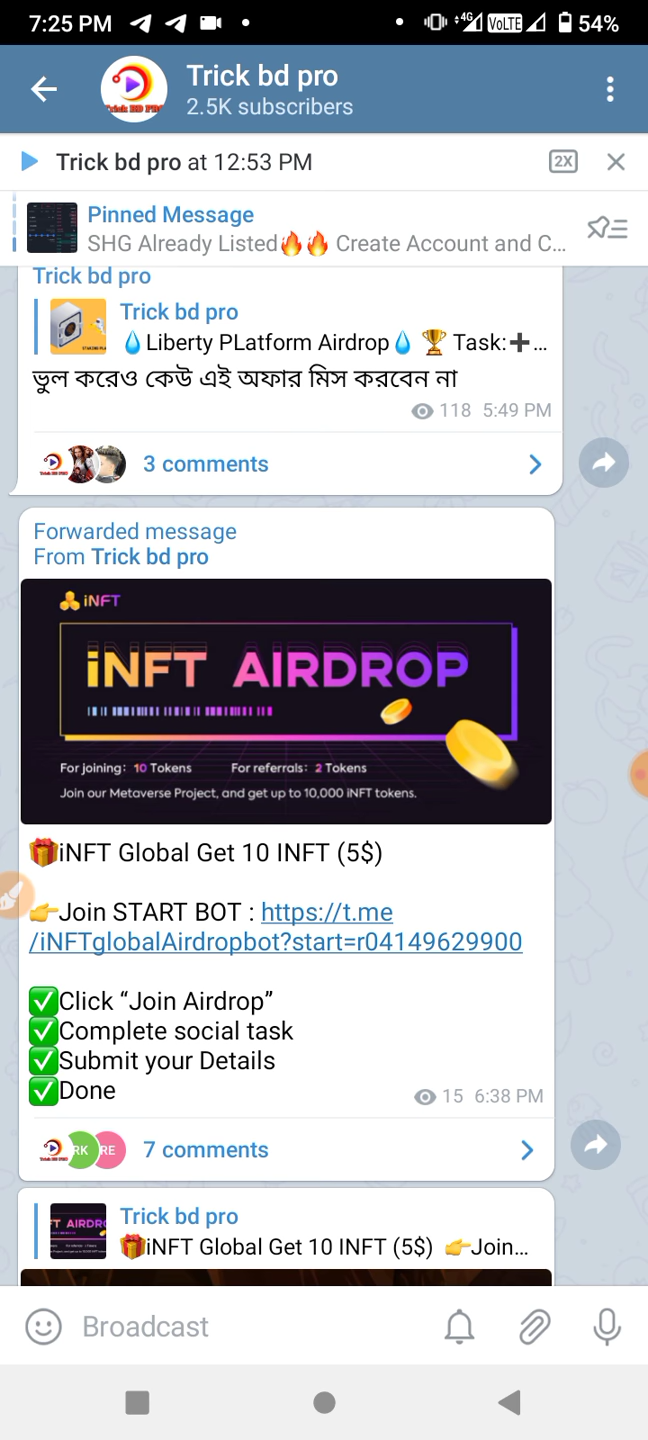 7:25 PM
4G VoLTE 54%
Trick bd pro
2.5K subscribers
Trick bd pro at 12:53 PM
2X
Pinned Message
SHG Already Listed🔥🔥 Create Account and C...
Trick bd pro
Trick bd pro
💧Liberty PLatform Airdrop💧 🏆 Task:➕...
ভুল করেও কেউ এই অফার মিস করবেন না
118 5:49 PM
3 comments
Forwarded message
From Trick bd pro
iNFT
iNFT AIRDROP
For joining: 10 Tokens For referrals: 2 Tokens
Join our Metaverse Project, and get up to 10,000 iNFT tokens.
🎁iNFT Global Get 10 INFT (5$)
👉Join START BOT : https://t.me
/iNFTglobalAirdropbot?start=r04149629900
✅Click “Join Airdrop”
✅Complete social task
✅Submit your Details
✅Done
15 6:38 PM
RK RE
7 comments
Trick bd pro
🎁iNFT Global Get 10 INFT (5$) 👉Join...
Broadcast